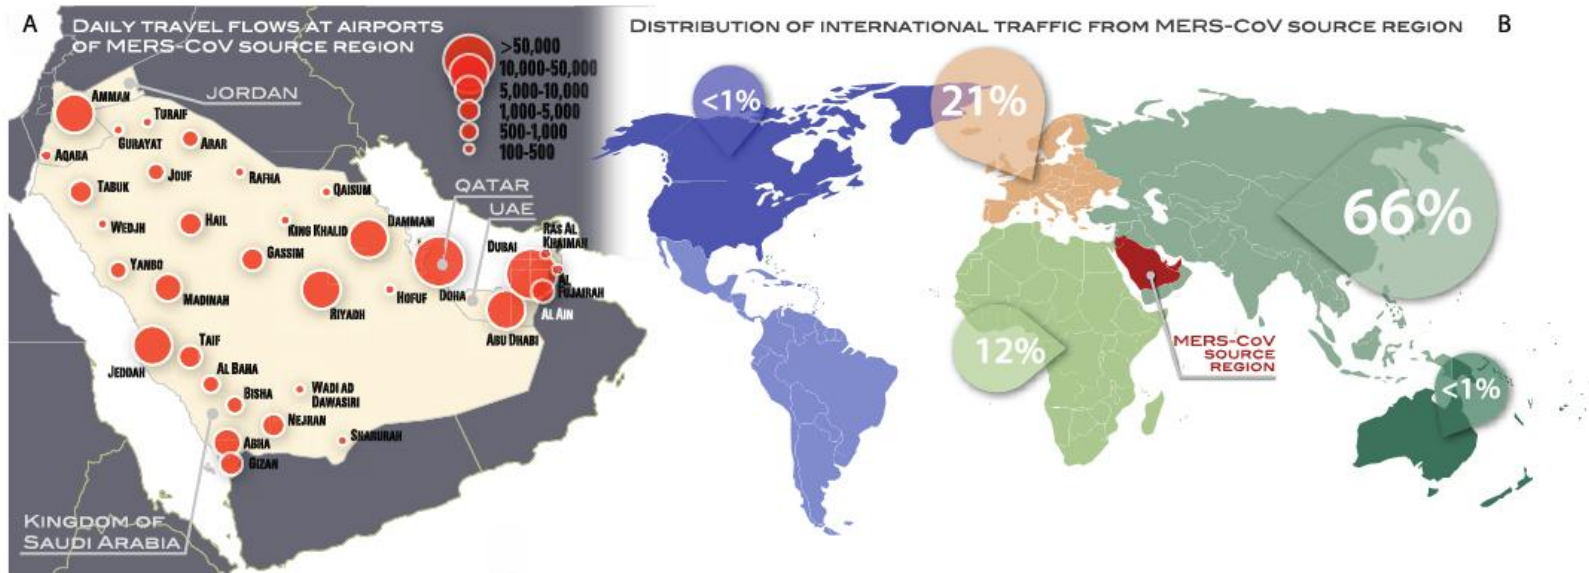 A
DAILY TRAVEL FLOWS AT AIRPORTS
OF MERS-COV SOURCE REGION
>50,000
10,000-50,000
5,000-10,000
1,000-5,000
500-1,000
100-500
JORDAN
QATAR
UAE
KINGDOM OF
SAUDI ARABIA
AMMAN
TURAIF
GURAYAT
ARAR
AQABA
JOUF
RAFHA
TABUK
QAISUM
WEDJH
HAIL
KING KHALID
DAMMAM
GASSIM
DUBAI
RAS AL
KHAIMAH
YANBO
MADINAH
RIYADH
HOFUF
DOHA
AL
FUJAIRAH
AL AIN
ABU DHABI
JEDDAH
TAIF
AL BAHA
BISHA
WADI AD
DAWASIRI
NEJRAN
ABHA
SHARURAH
GIZAN
DISTRIBUTION OF INTERNATIONAL TRAFFIC FROM MERS-COV SOURCE REGION
B
<1%
21%
66%
12%
<1%
MERS-COV
SOURCE
REGION